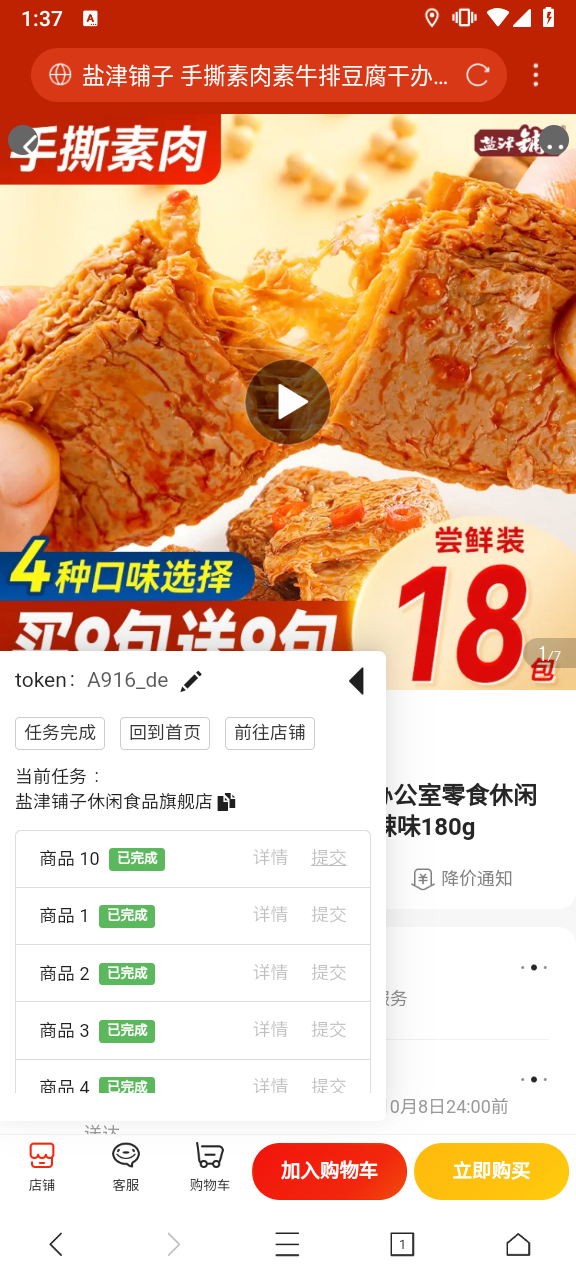 1:37
盐津铺子 手撕素肉素牛排豆腐干办...
手撕素肉
盐津铺
4种口味选择
买9包送9包
尝鲜装
18
包
1/7
token： A916_de
任务完成 回到首页 前往店铺
当前任务：
盐津铺子休闲食品旗舰店
办公室零食休闲
辣味180g
降价通知
商品 10 已完成 详情 提交
商品 1 已完成 详情 提交
商品 2 已完成 详情 提交
服务
商品 3 已完成 详情 提交
商品 4 已完成 详情 提交
10月8日24:00前
送达
店铺 客服 购物车 加入购物车 立即购买
1